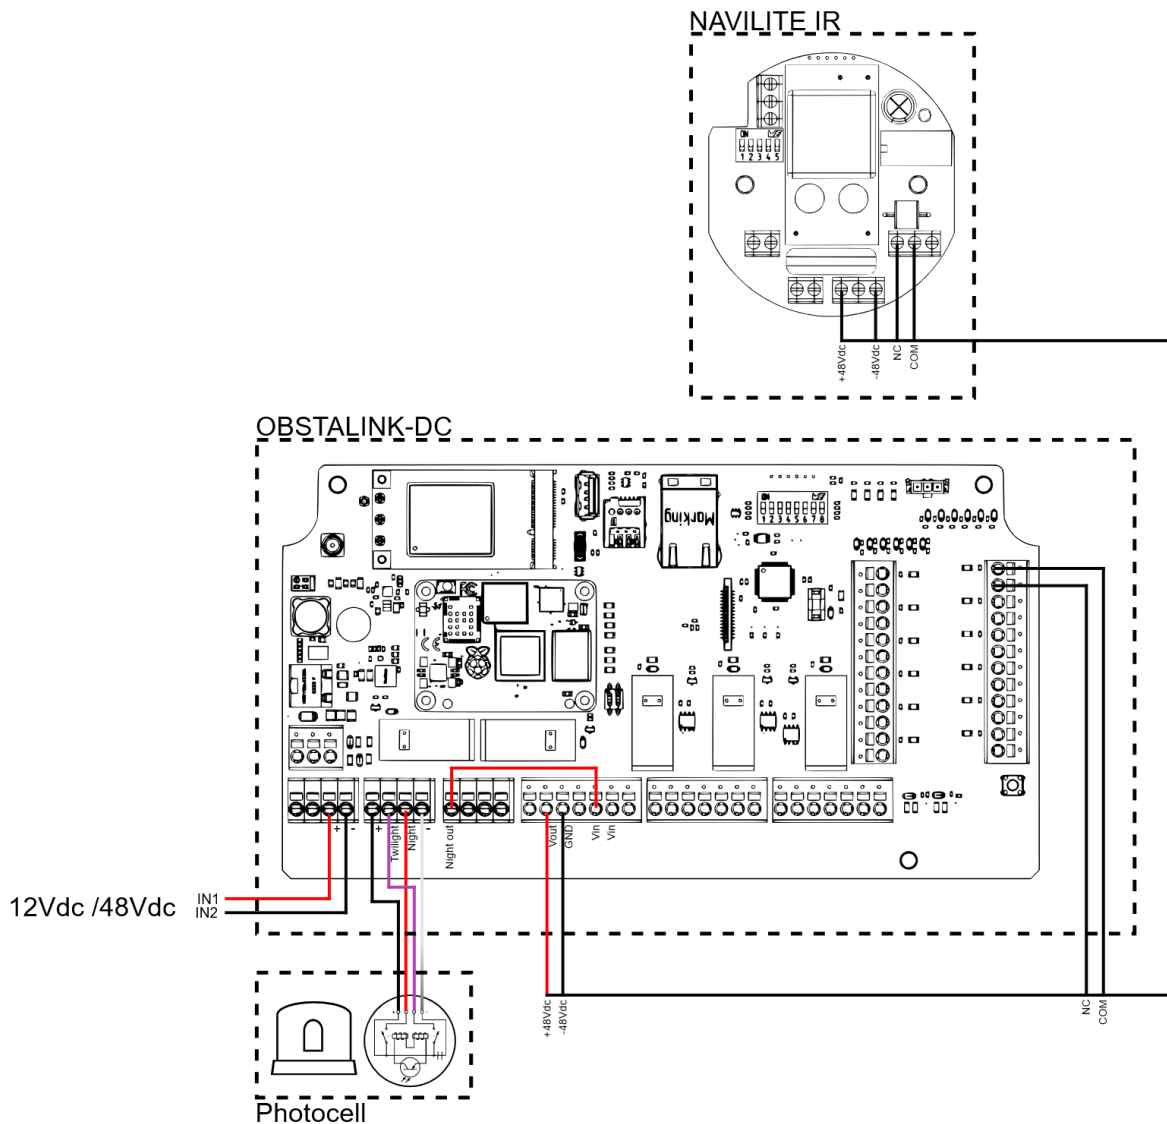 NAVILITE IR
ON
1 2 3 4 5
+48Vdc
-48Vdc
NC
COM
OBSTALINK-DC
Marking
ON
1 2 3 4 5 6 7 8
+
-
+
Twilight
Night
-
Night out
Vout
GND
Vin
Vin
12Vdc /48Vdc
IN1
IN2
+48Vdc
-48Vdc
NC
COM
Photocell